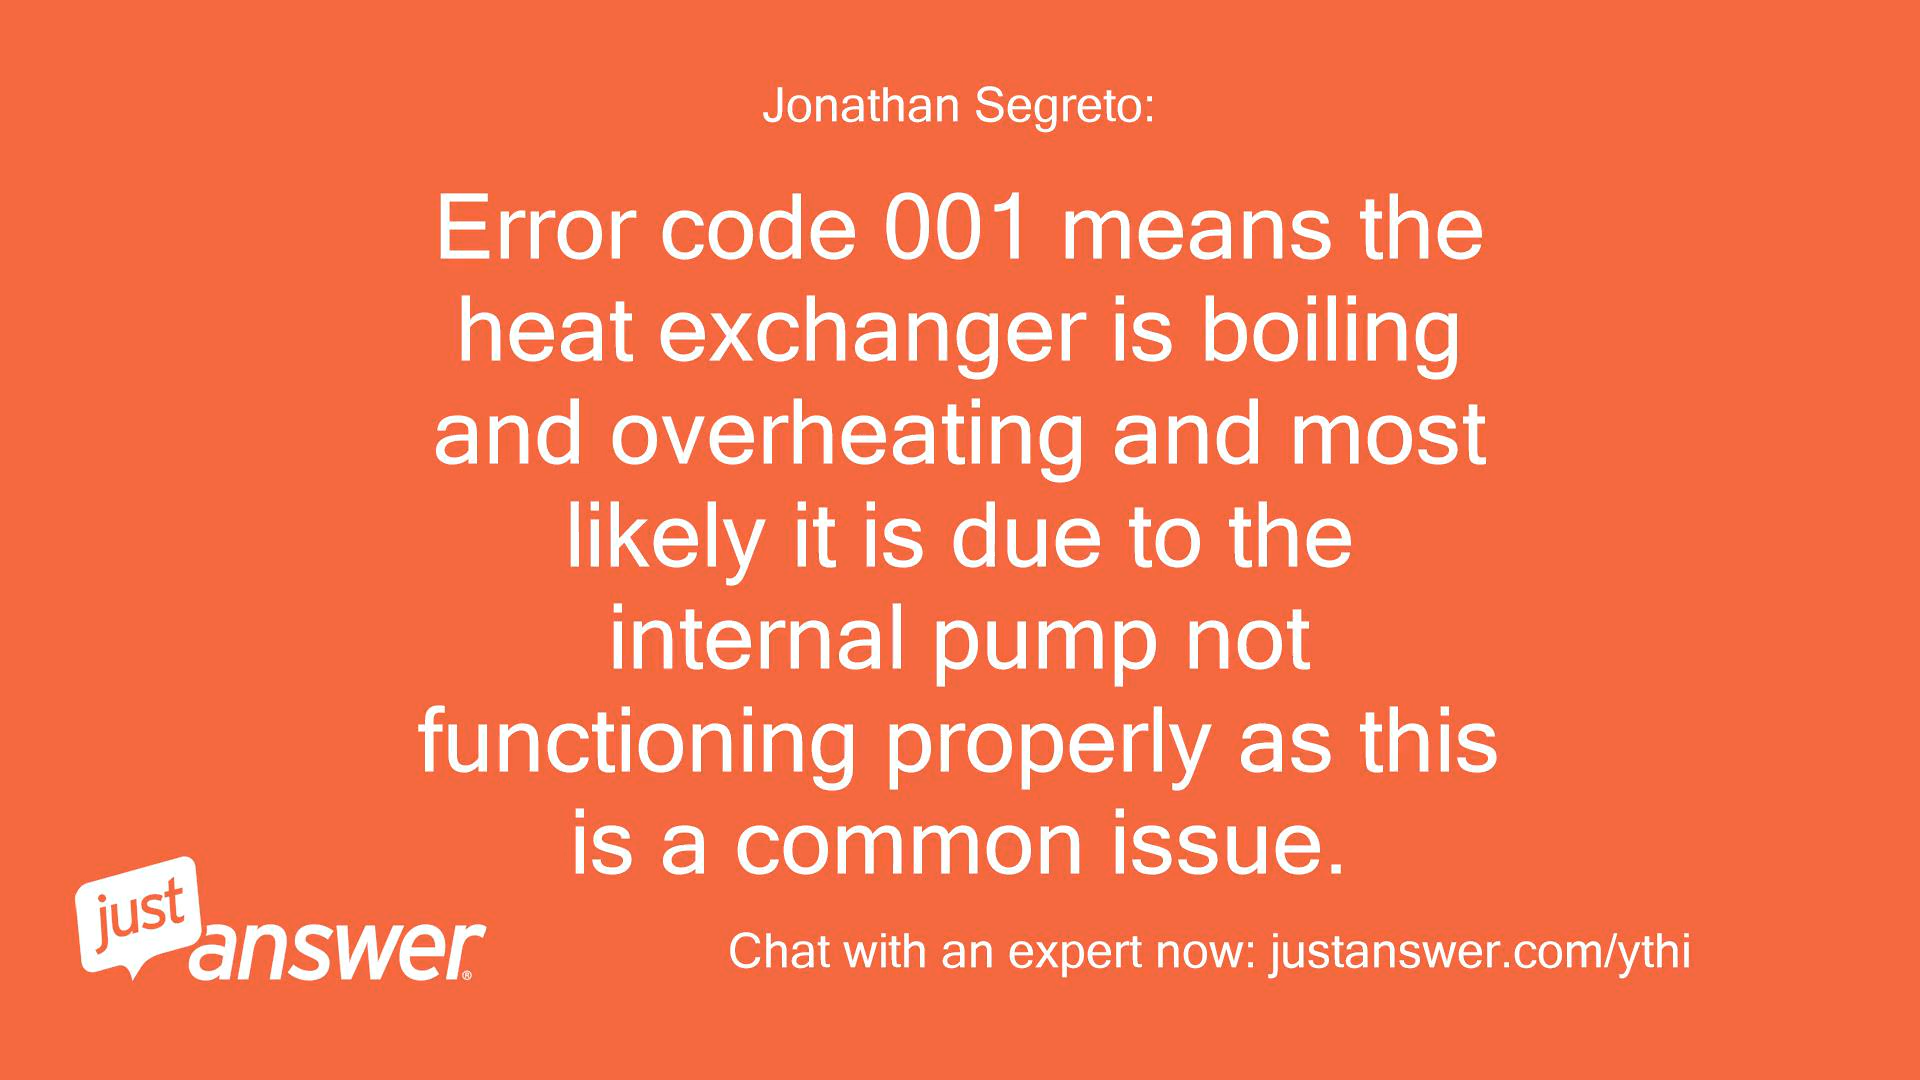 Jonathan Segreto:
Error code 001 means the
heat exchanger is boiling
and overheating and most
likely it is due to the
internal pump not
functioning properly as this
is a common issue.
just
answer®
Chat with an expert now: justanswer.com/ythi